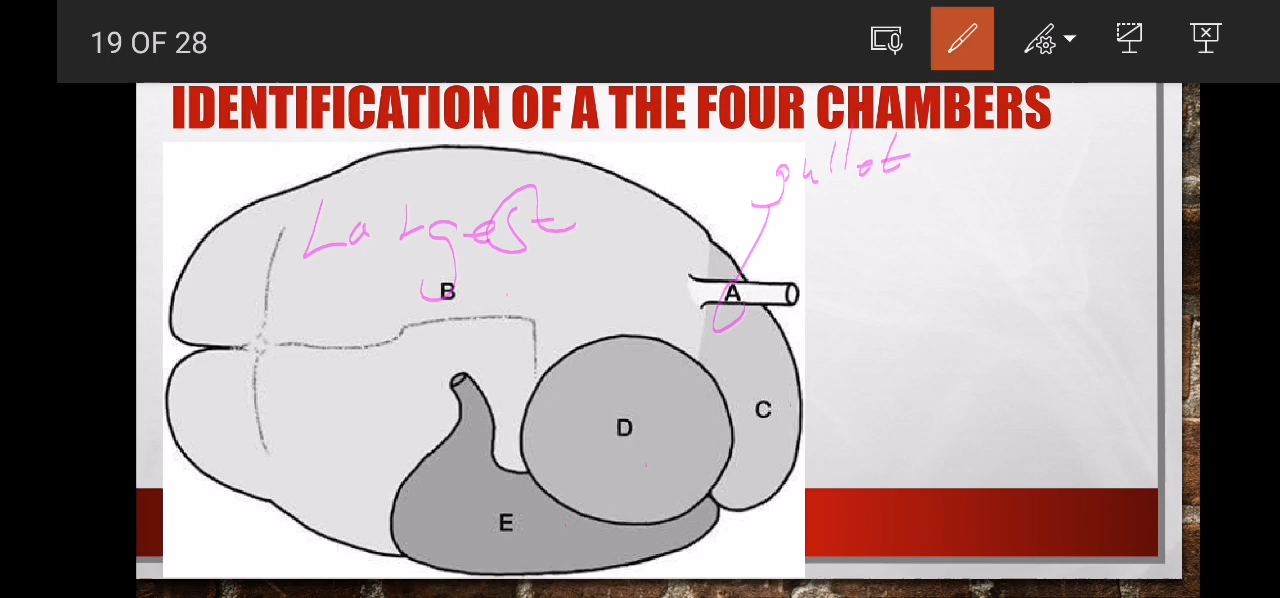 19 OF 28
IDENTIFICATION OF A THE FOUR CHAMBERS
gullet
Largest
B
A
C
D
E